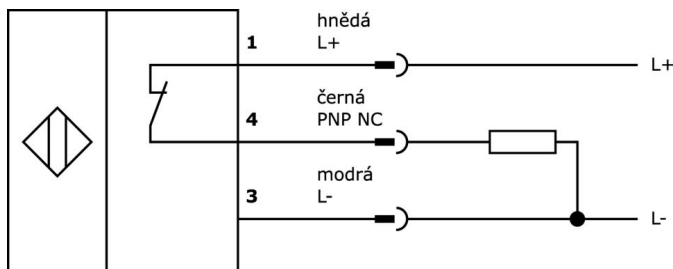 hnědá
1 L+
L+
černá
4 PNP NC
modrá
3 L-
L-